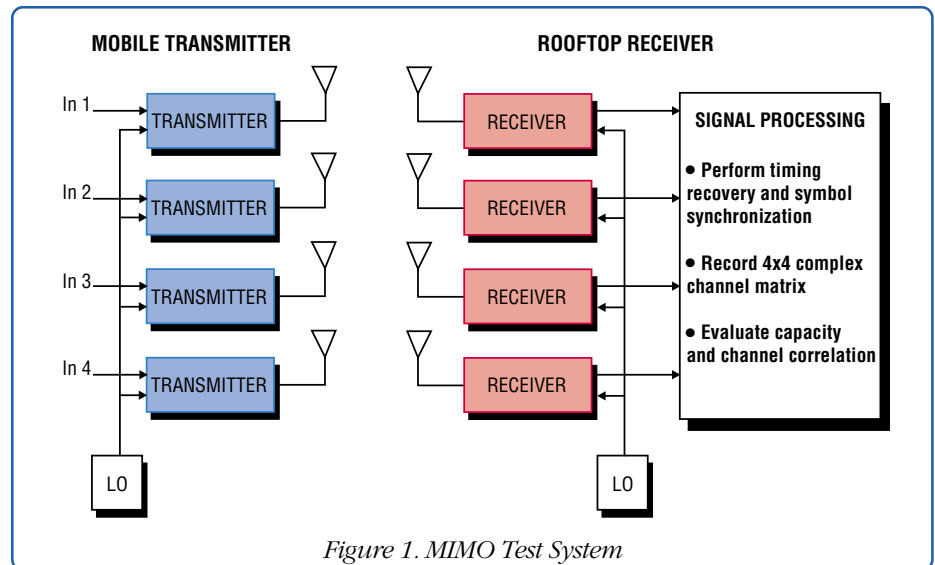 MOBILE TRANSMITTER
ROOFTOP RECEIVER
In 1
TRANSMITTER
RECEIVER
In 2
TRANSMITTER
RECEIVER
In 3
TRANSMITTER
RECEIVER
In 4
TRANSMITTER
RECEIVER
SIGNAL PROCESSING
● Perform timing
recovery and symbol
synchronization
● Record 4x4 complex
channel matrix
● Evaluate capacity
and channel correlation
LO
LO
Figure 1. MIMO Test System